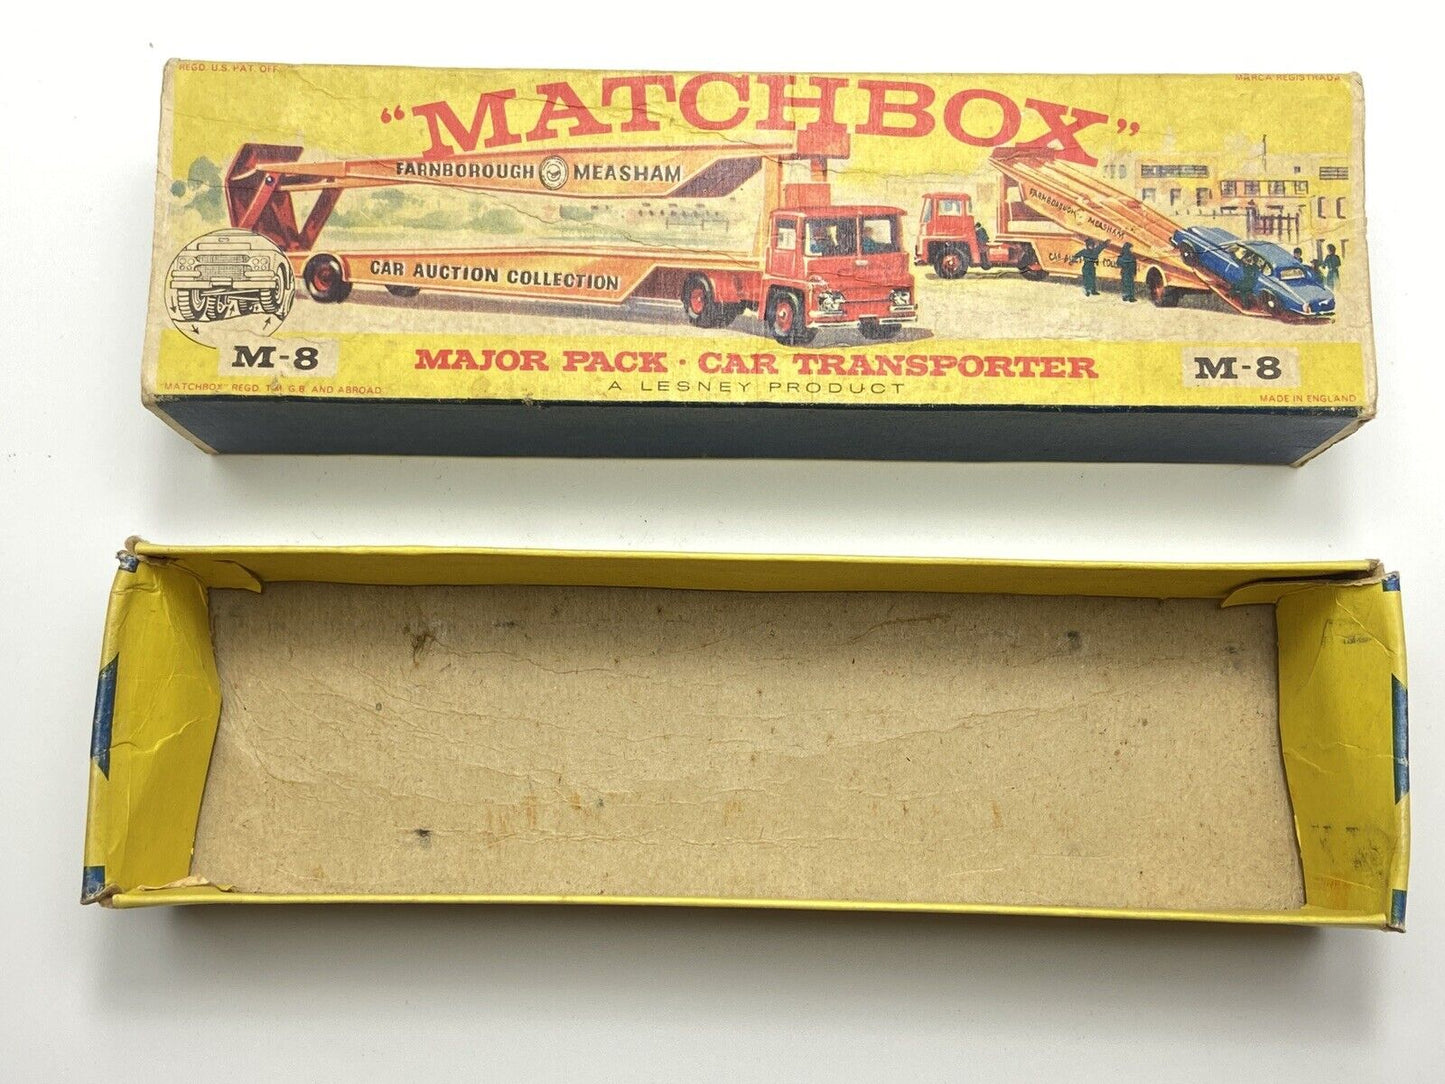 REGD. U.S. PAT. OFF.
MARCA REGISTRADA
"MATCHBOX"
FARNBOROUGH MEASHAM
CAR AUCTION COLLECTION
FARNBOROUGH MEASHAM
M-8
MAJOR PACK · CAR TRANSPORTER
M-8
A LESNEY PRODUCT
"MATCHBOX" REGD. T.M. G.B. AND ABROAD
MADE IN ENGLAND